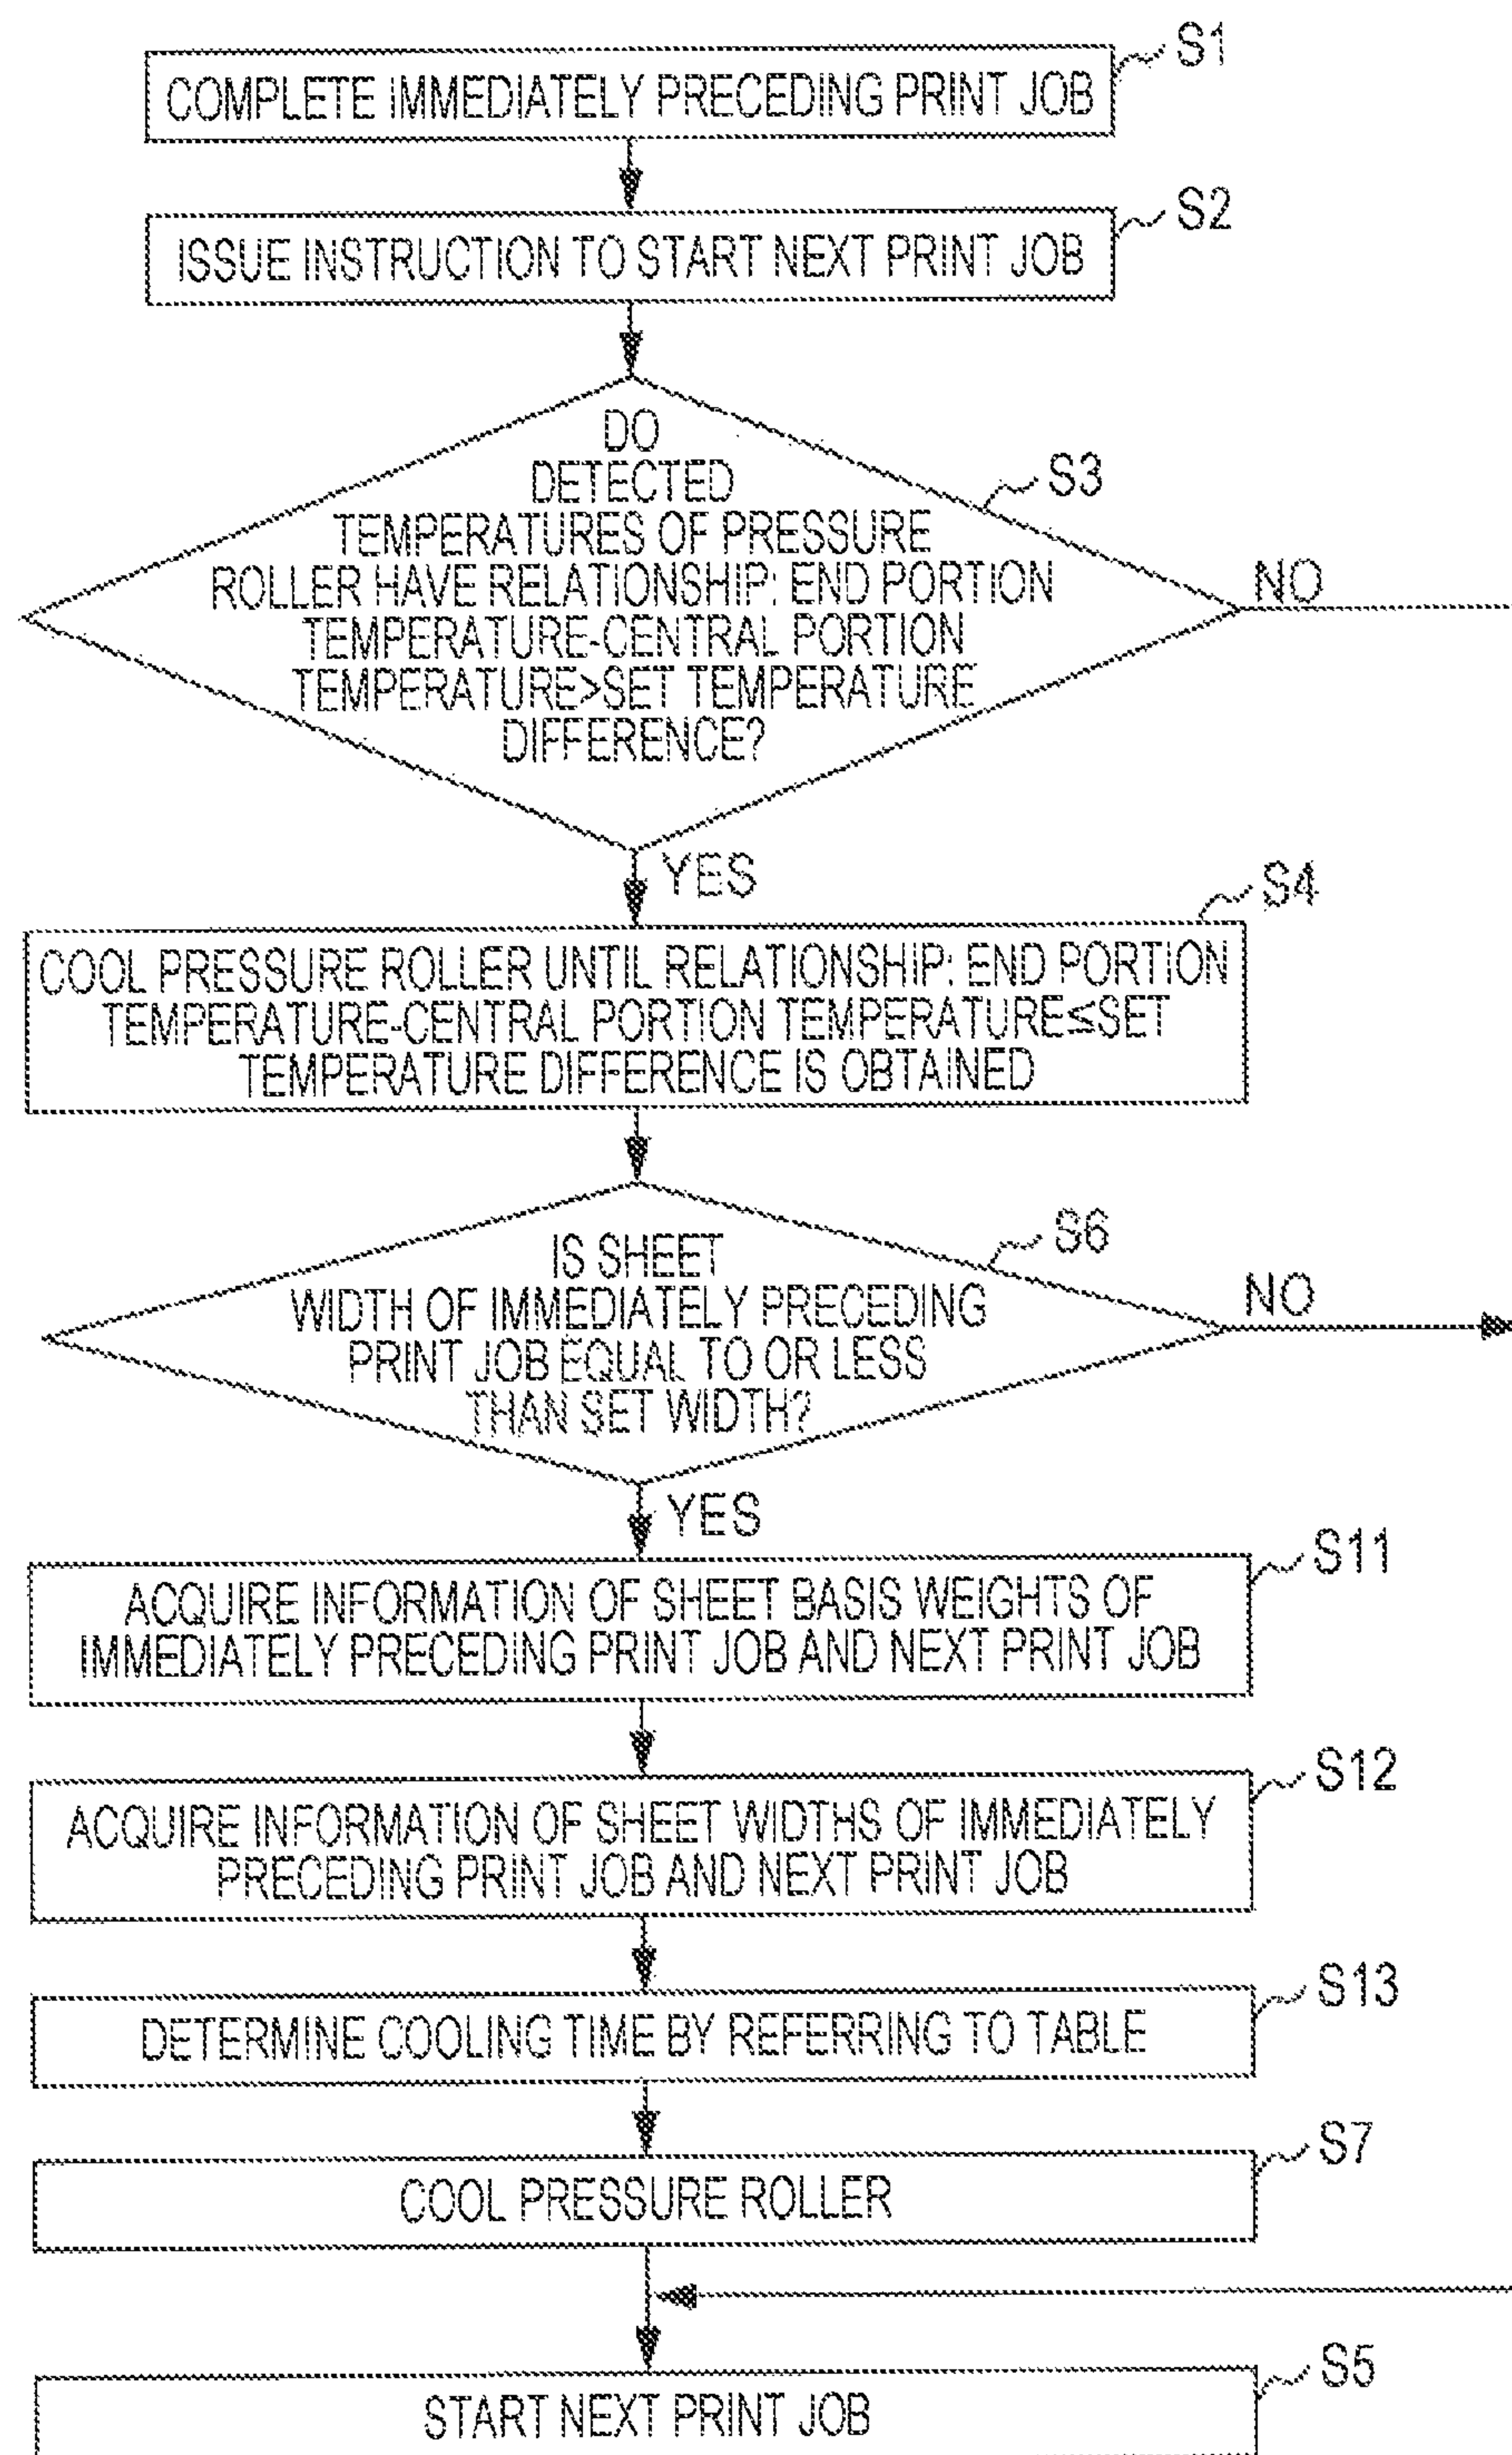 S1
COMPLETE IMMEDIATELY PRECEDING PRINT JOB
S2
ISSUE INSTRUCTION TO START NEXT PRINT JOB
DO
DETECTED
S3
TEMPERATURES OF PRESSURE
ROLLER HAVE RELATIONSHIP: END PORTION
NO
TEMPERATURE-CENTRAL PORTION
TEMPERATURE>SET TEMPERATURE
DIFFERENCE?
YES
S4
COOL PRESSURE ROLLER UNTIL RELATIONSHIP: END PORTION
TEMPERATURE-CENTRAL PORTION TEMPERATURE≦SET
TEMPERATURE DIFFERENCE IS OBTAINED
S6
IS SHEET
WIDTH OF IMMEDIATELY PRECEDING
NO
PRINT JOB EQUAL TO OR LESS
THAN SET WIDTH?
YES
S11
ACQUIRE INFORMATION OF SHEET BASIS WEIGHTS OF
IMMEDIATELY PRECEDING PRINT JOB AND NEXT PRINT JOB
S12
ACQUIRE INFORMATION OF SHEET WIDTHS OF IMMEDIATELY
PRECEDING PRINT JOB AND NEXT PRINT JOB
S13
DETERMINE COOLING TIME BY REFERRING TO TABLE
S7
COOL PRESSURE ROLLER
S5
START NEXT PRINT JOB